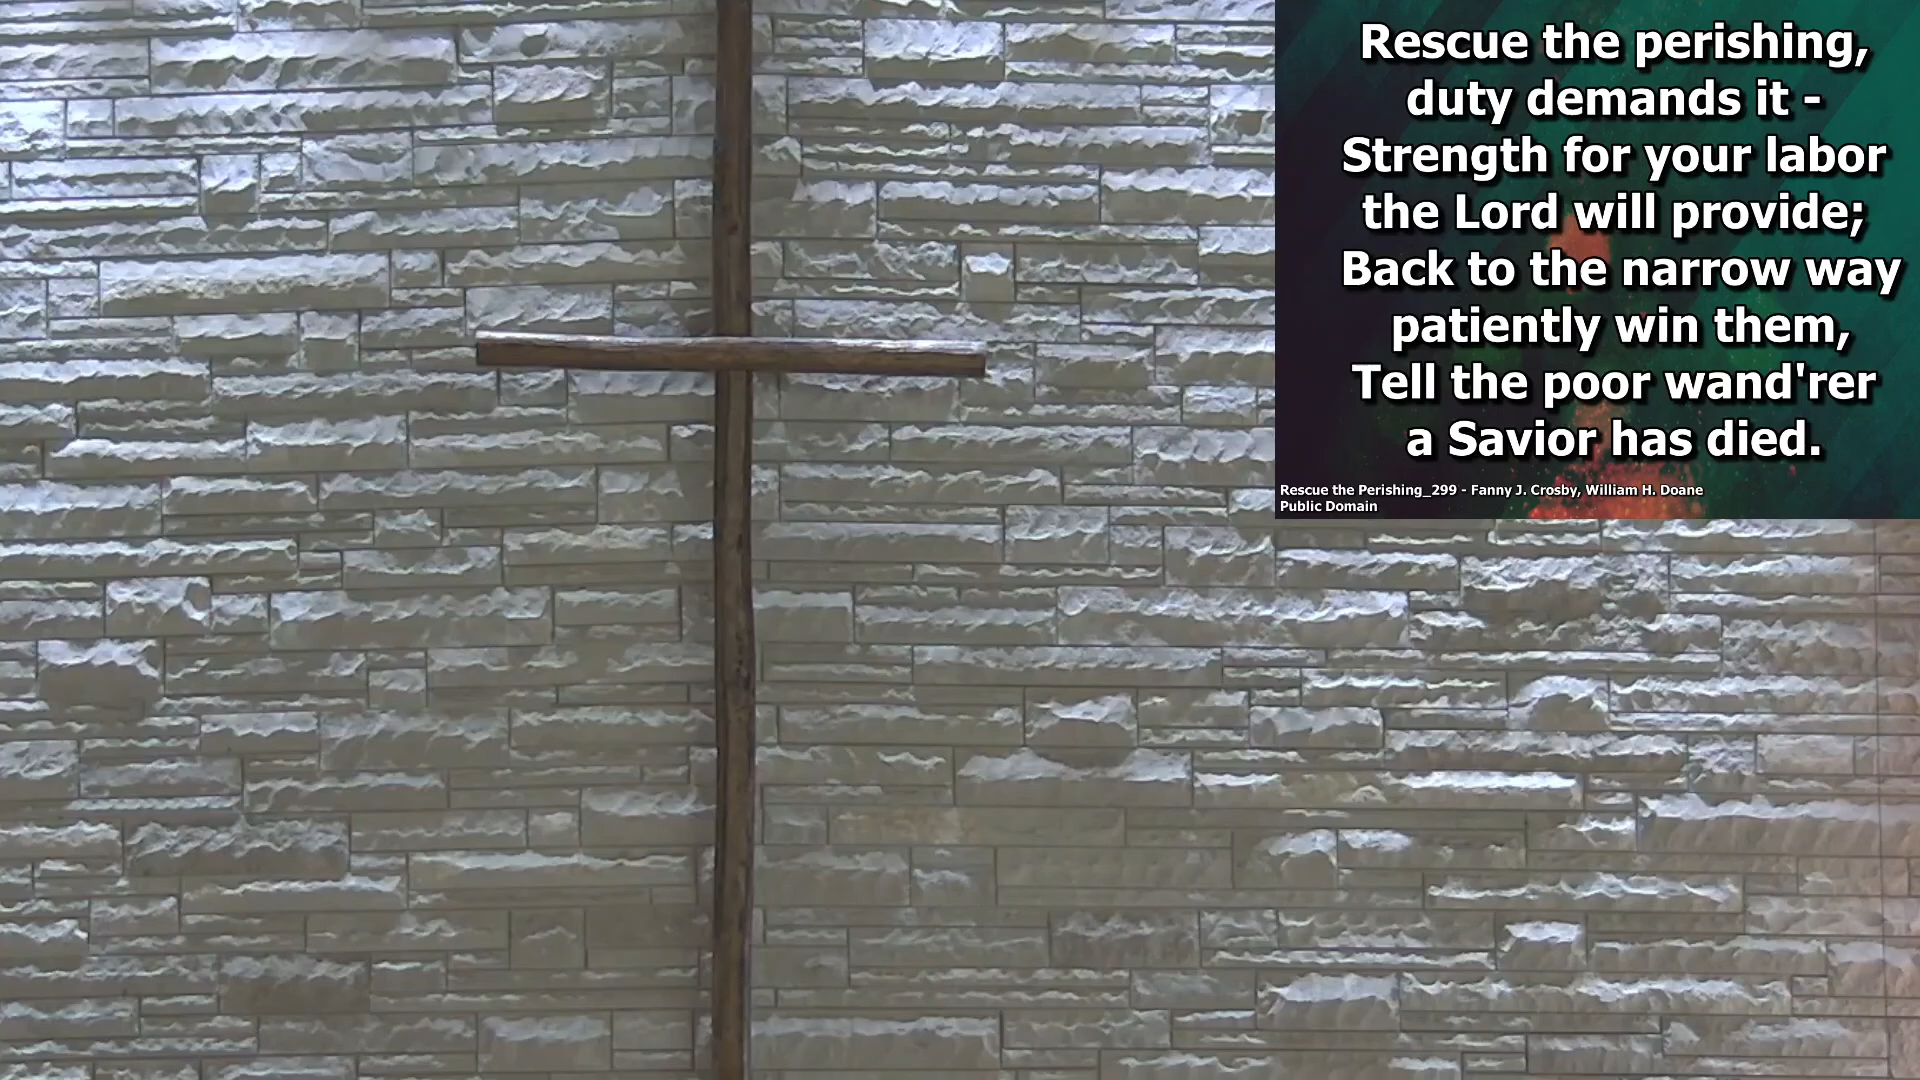 Rescue the perishing,
duty demands it -
Strength for your labor
the Lord will provide;
Back to the narrow way
patiently win them,
Tell the poor wand'rer
a Savior has died.
Rescue the Perishing_299 - Fanny J. Crosby, William H. Doane
Public Domain